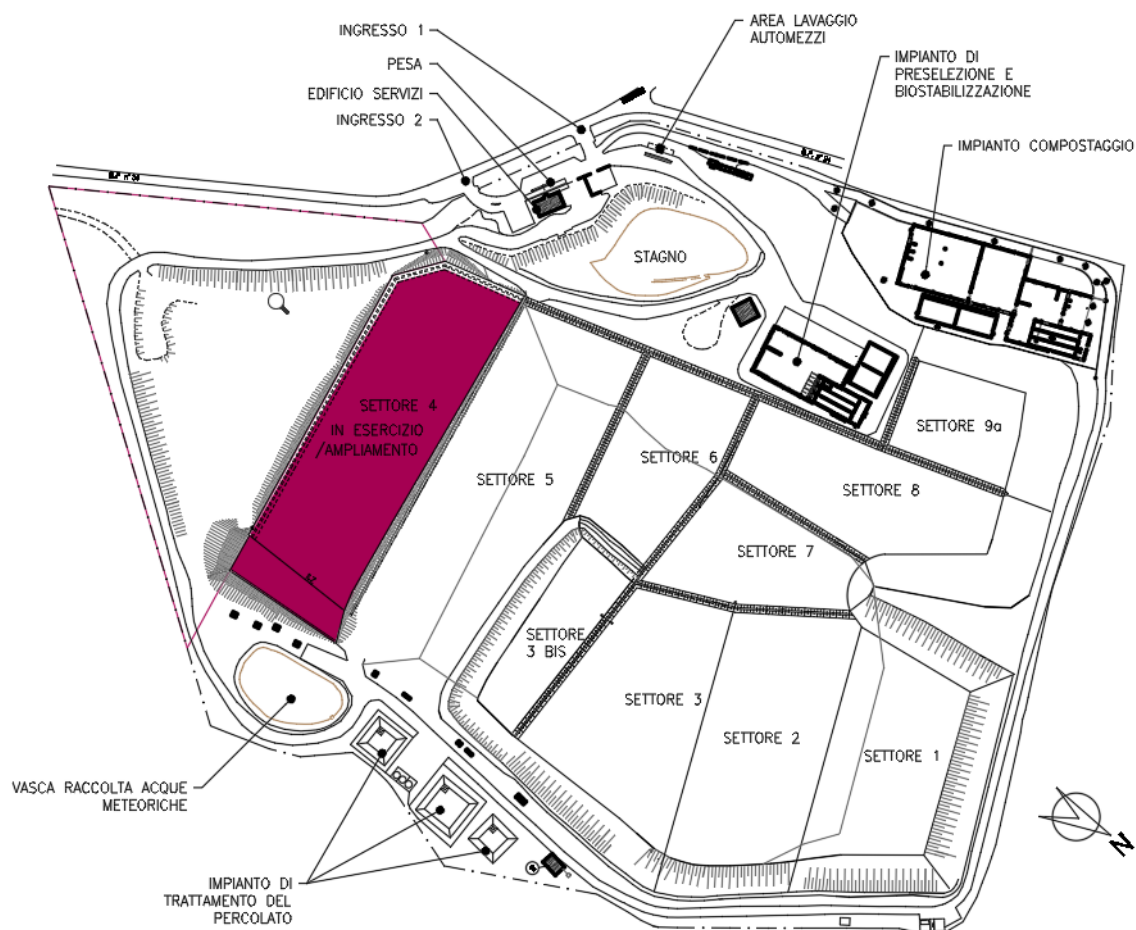 INGRESSO 1
PESA
EDIFICIO SERVIZI
INGRESSO 2
AREA LAVAGGIO
AUTOMEZZI
IMPIANTO DI
PRESELEZIONE E
BIOSTABILIZZAZIONE
IMPIANTO COMPOSTAGGIO
STAGNO
SETTORE 4
IN ESERCIZIO
/AMPLIAMENTO
SETTORE 5
SETTORE 6
SETTORE 9a
SETTORE 8
SETTORE 7
SETTORE
3 BIS
SETTORE 3
SETTORE 2
SETTORE 1
VASCA RACCOLTA ACQUE
METEORICHE
IMPIANTO DI
TRATTAMENTO DEL
PERCOLATO
N